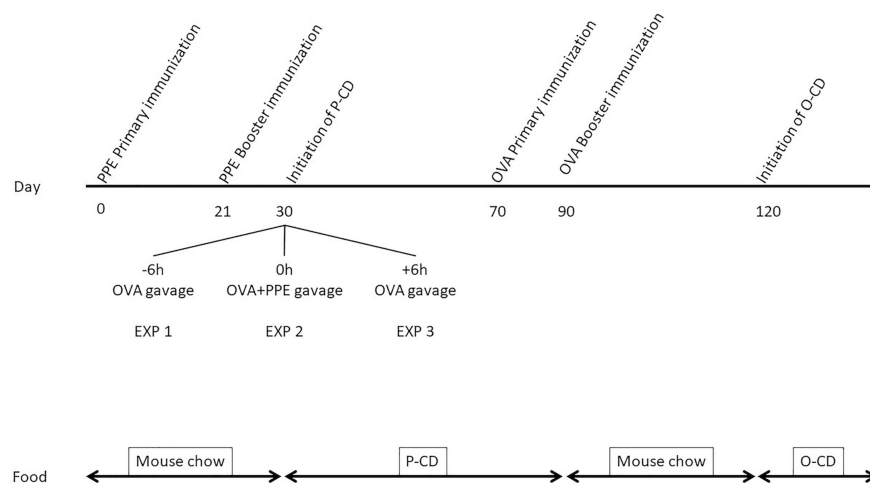 PPE Primary immunization
PPE Booster immunization
Initiation of P-CD
OVA Primary immunization
OVA Booster immunization
Initiation of O-CD
Day
0 21 30 70 90 120
-6h 0h +6h
OVA gavage OVA+PPE gavage OVA gavage
EXP 1 EXP 2 EXP 3
Mouse chow P-CD Mouse chow O-CD
Food